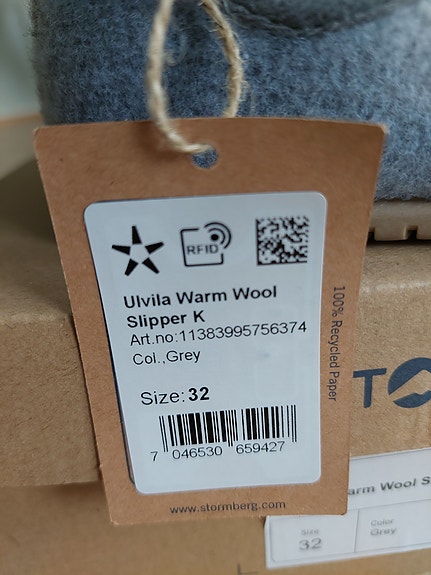 RFID
Ulvila Warm Wool
Slipper K
Art.no:11383995756374
Col.,Grey
Size:32
7 046530 659427
100% Recycled Paper
www.stormberg.com
TO
arm Wool S
Size
32
Color
Grey